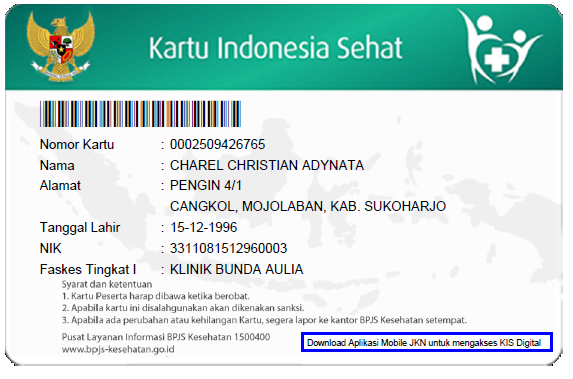 Kartu Indonesia Sehat
Nomor Kartu : 0002509426765
Nama : CHAREL CHRISTIAN ADYNATA
Alamat : PENGIN 4/1
CANGKOL, MOJOLABAN, KAB. SUKOHARJO
Tanggal Lahir : 15-12-1996
NIK : 3311081512960003
Faskes Tingkat I : KLINIK BUNDA AULIA
Syarat dan ketentuan
1. Kartu Peserta harap dibawa ketika berobat.
2. Apabila kartu ini disalahgunakan akan dikenakan sanksi.
3. Apabila ada perubahan atau kehilangan Kartu, segera lapor ke kantor BPJS Kesehatan setempat.
Pusat Layanan Informasi BPJS Kesehatan 1500400
www.bpjs-kesehatan.go.id
Download Aplikasi Mobile JKN untuk mengakses KIS Digital